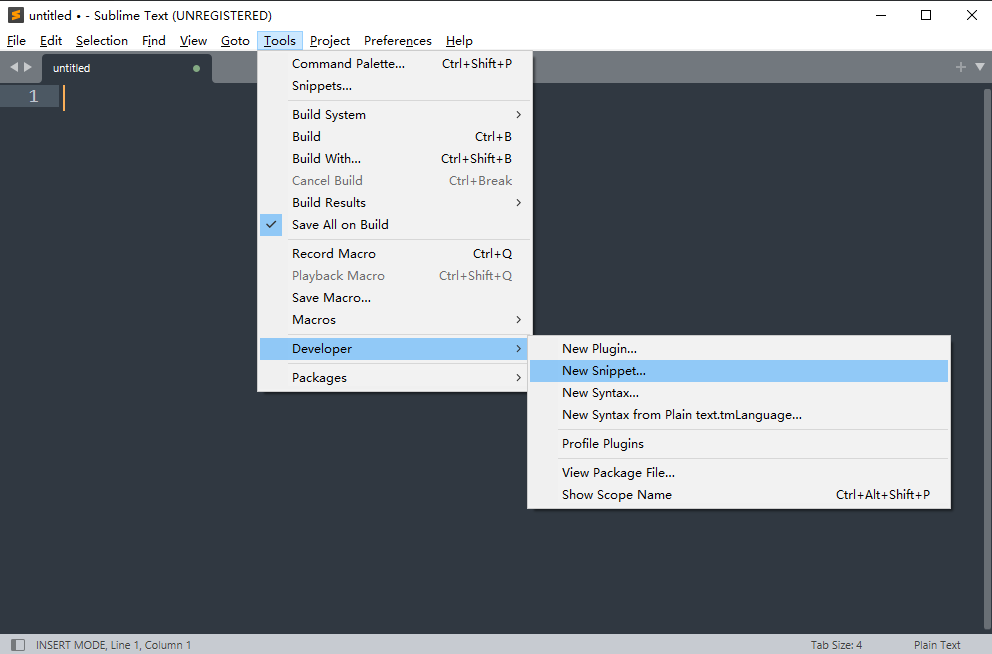 untitled • - Sublime Text (UNREGISTERED)
File Edit Selection Find View Goto Tools Project Preferences Help
untitled
1
Command Palette... Ctrl+Shift+P
Snippets...
Build System
Build Ctrl+B
Build With... Ctrl+Shift+B
Cancel Build Ctrl+Break
Build Results
Save All on Build
Record Macro Ctrl+Q
Playback Macro Ctrl+Shift+Q
Save Macro...
Macros
Developer
Packages
New Plugin...
New Snippet...
New Syntax...
New Syntax from Plain text.tmLanguage...
Profile Plugins
View Package File...
Show Scope Name Ctrl+Alt+Shift+P
INSERT MODE, Line 1, Column 1 Tab Size: 4 Plain Text